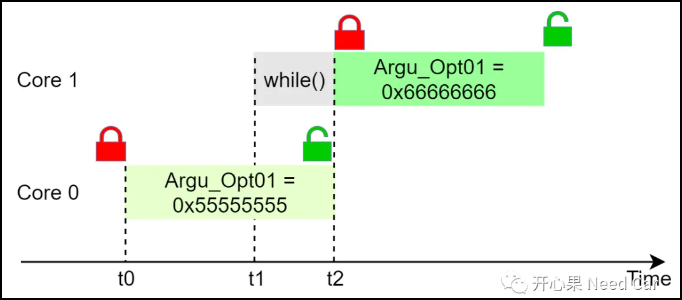 Core 1
while()
Argu_Opt01 =
0x66666666
Core 0
Argu_Opt01 =
0x55555555
t0
t1
t2
Time
开心果 Need Car